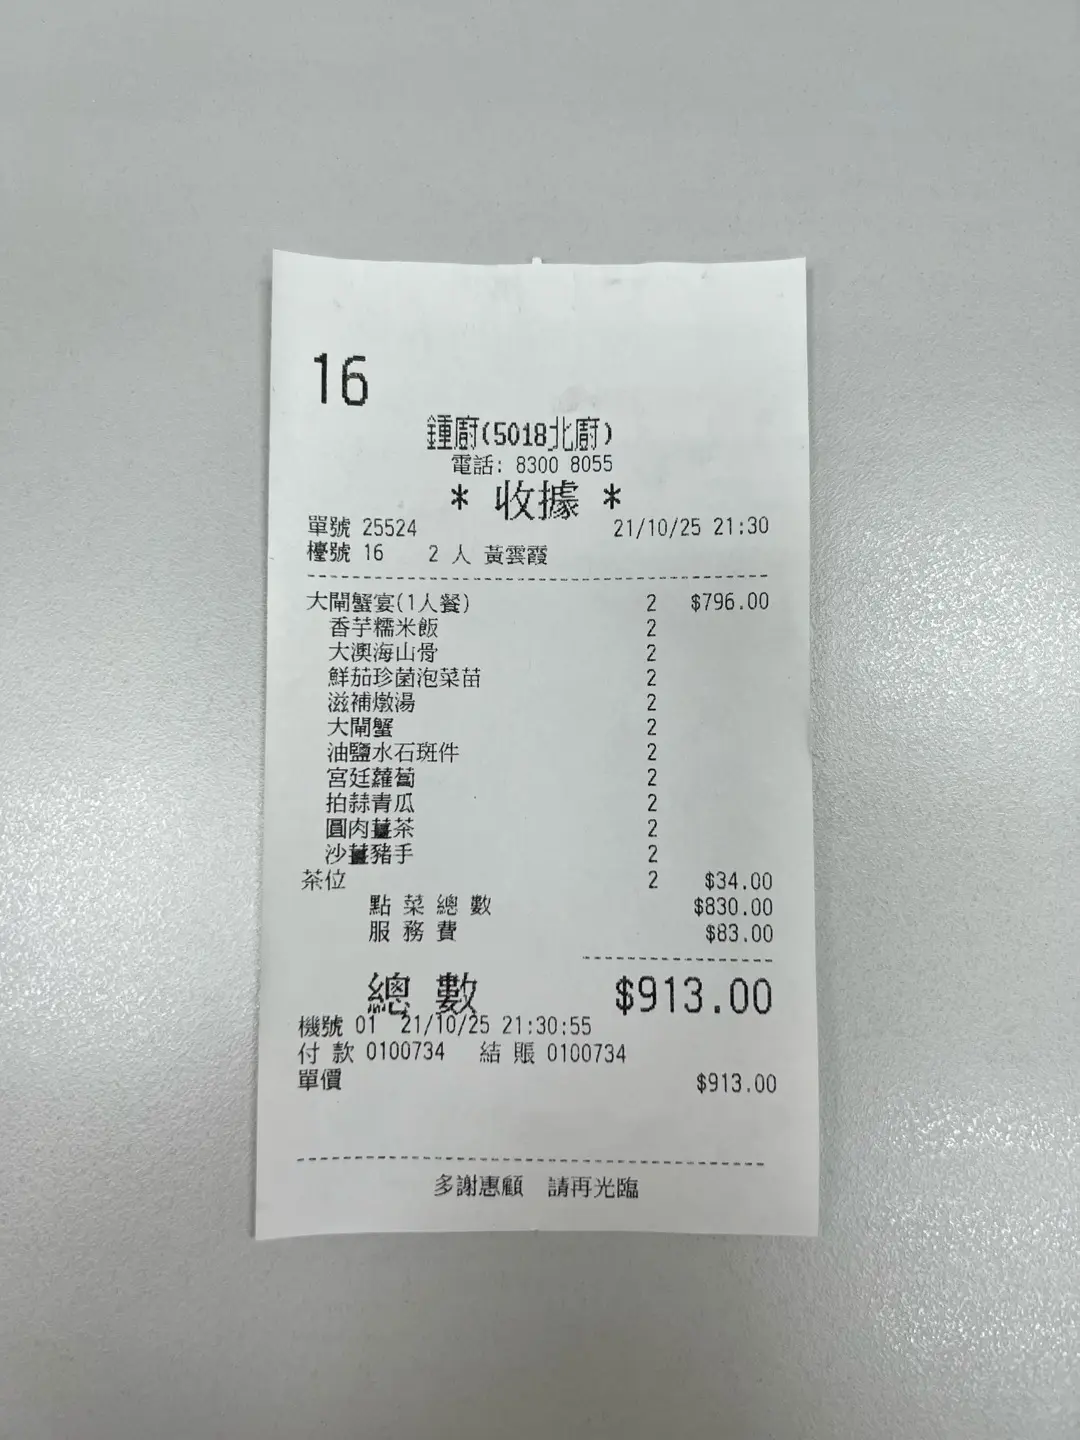 16
鍾廚(5018北廚)
電話: 8300 8055
* 收據 *
單號 25524 21/10/25 21:30
檯號 16 2 人 黃雲霞
大閘蟹宴(1人餐) 2 $796.00
香芋糯米飯 2
大澳海山骨 2
鮮茄珍菌泡菜苗 2
滋補燉湯 2
大閘蟹 2
油鹽水石斑件 2
宮廷蘿蔔 2
拍蒜青瓜 2
圓肉薑茶 2
沙薑豬手 2
茶位 2 $34.00
點菜總數 $830.00
服務費 $83.00
總數 $913.00
機號 01 21/10/25 21:30:55
付款 0100734 結賬 0100734
單價 $913.00
多謝惠顧 請再光臨